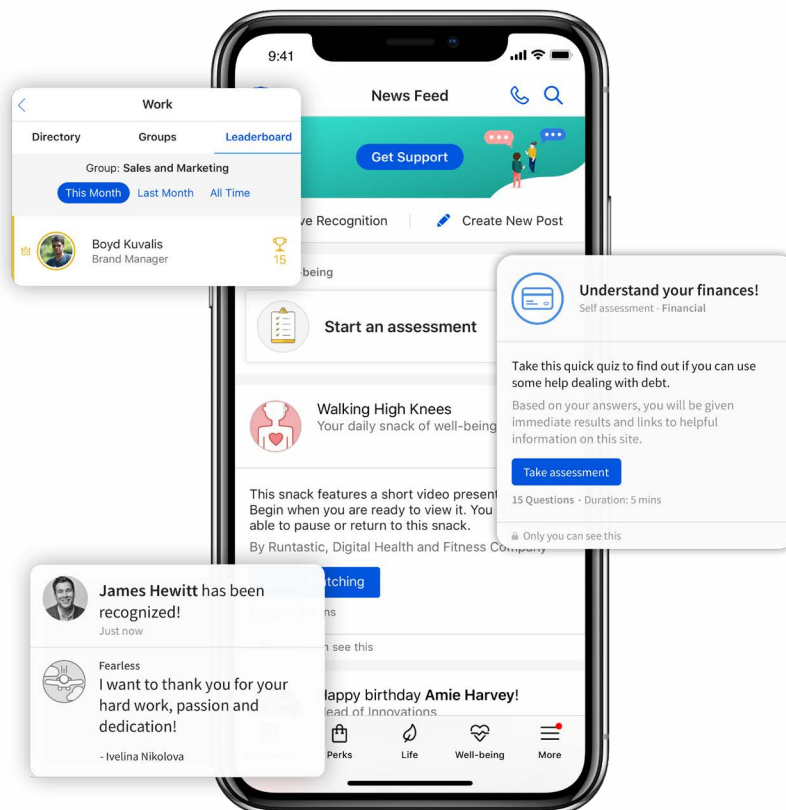 9:41
News Feed
Get Support
Recognition
Create New Post
Work
Directory Groups Leaderboard
Group: Sales and Marketing
This Month Last Month All Time
Boyd Kuvalis
Brand Manager
15
Start an assessment
Understand your finances!
Self assessment - Financial
Take this quick quiz to find out if you can use
some help dealing with debt.
Based on your answers, you will be given
immediate results and links to helpful
information on this site.
Take assessment
15 Questions · Duration: 5 mins
Only you can see this
Walking High Knees
Your daily snack of well-being
This snack features a short video present
Begin when you are ready to view it. You
able to pause or return to this snack.
By Runtastic, Digital Health and Fitness Company
see this
Happy birthday Amie Harvey!
Head of Innovations
James Hewitt has been
recognized!
Just now
Fearless
I want to thank you for your
hard work, passion and
dedication!
- Ivelina Nikolova
Perks Life Well-being More